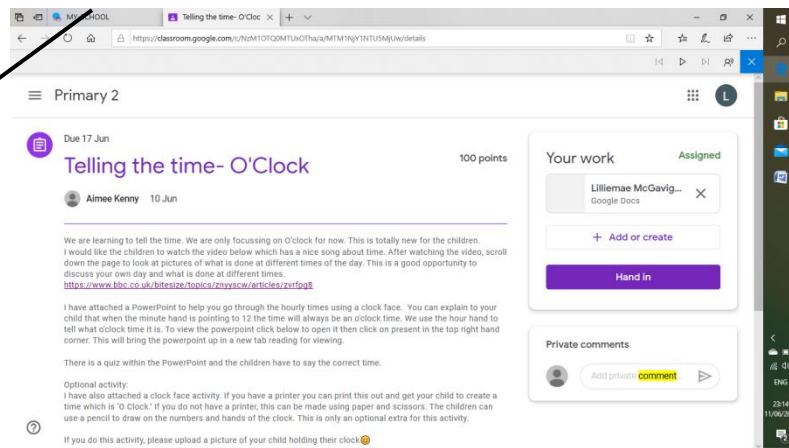 MY SCHOOL
Telling the time- O'Cloc
https://classroom.google.com/c/
/details
Primary 2
L
Due 17 Jun
Telling the time- O'Clock
100 points
Aimee Kenny 10 Jun
We are learning to tell the time. We are only focussing on O'clock for now. This is totally new for the children.
I would like the children to watch the video below which has a nice song about time. After watching the video, scroll
down the page to look at pictures of what is done at different times of the day. This is a good opportunity to
discuss your own day and what is done at different times.
https://www.bbc.co.uk/bitesize/topics/znyyscw/articles/zvrfpg8
I have attached a PowerPoint to help you go through the hourly times using a clock face. You can explain to your
child that when the minute hand is pointing to 12 the time will always be an o'clock time. We use the hour hand to
tell what o'clock time it is. To view the powerpoint click below to open it then click on present in the top right hand
corner. This will bring the powerpoint up in a new tab reading for viewing.
There is a quiz within the PowerPoint and the children have to say the correct time.
Optional activity:
I have also attached a clock face activity. If you have a printer you can print this out and get your child to create a
time which is 'O Clock.' If you do not have a printer, this can be made using paper and scissors. The children can
use a pencil to draw on the numbers and hands of the clock. This is only an optional extra for this activity.
If you do this activity, please upload a picture of your child holding their clock😀
Your work
Assigned
Lilliemae McGavig...
Google Docs
+ Add or create
Hand in
Private comments
Add private comment...
ENG
23:14
11/06/20